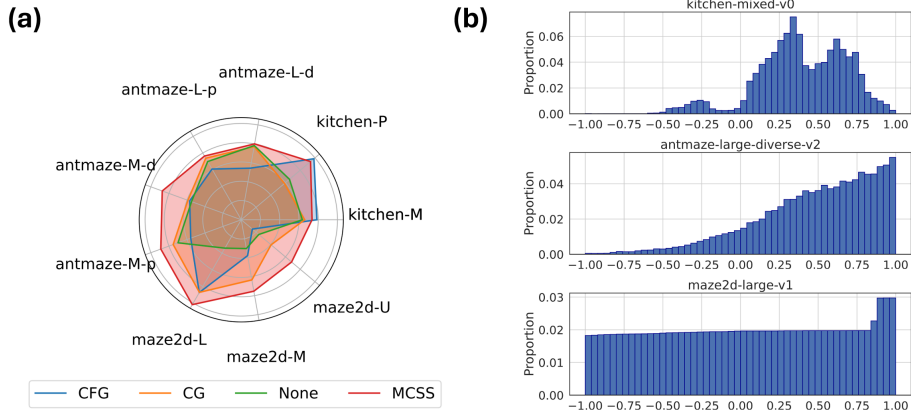 (a)
antmaze-L-d
antmaze-L-p
kitchen-P
antmaze-M-d
kitchen-M
antmaze-M-p
maze2d-U
maze2d-L
maze2d-M
CFG CG None MCSS
(b)
kitchen-mixed-v0
Proportion
0.06
0.04
0.02
0.00
−1.00 −0.75 −0.50 −0.25 0.00 0.25 0.50 0.75 1.00
antmaze-large-diverse-v2
Proportion
0.04
0.02
0.00
−1.00 −0.75 −0.50 −0.25 0.00 0.25 0.50 0.75 1.00
maze2d-large-v1
Proportion
0.03
0.02
0.01
0.00
−1.00 −0.75 −0.50 −0.25 0.00 0.25 0.50 0.75 1.00